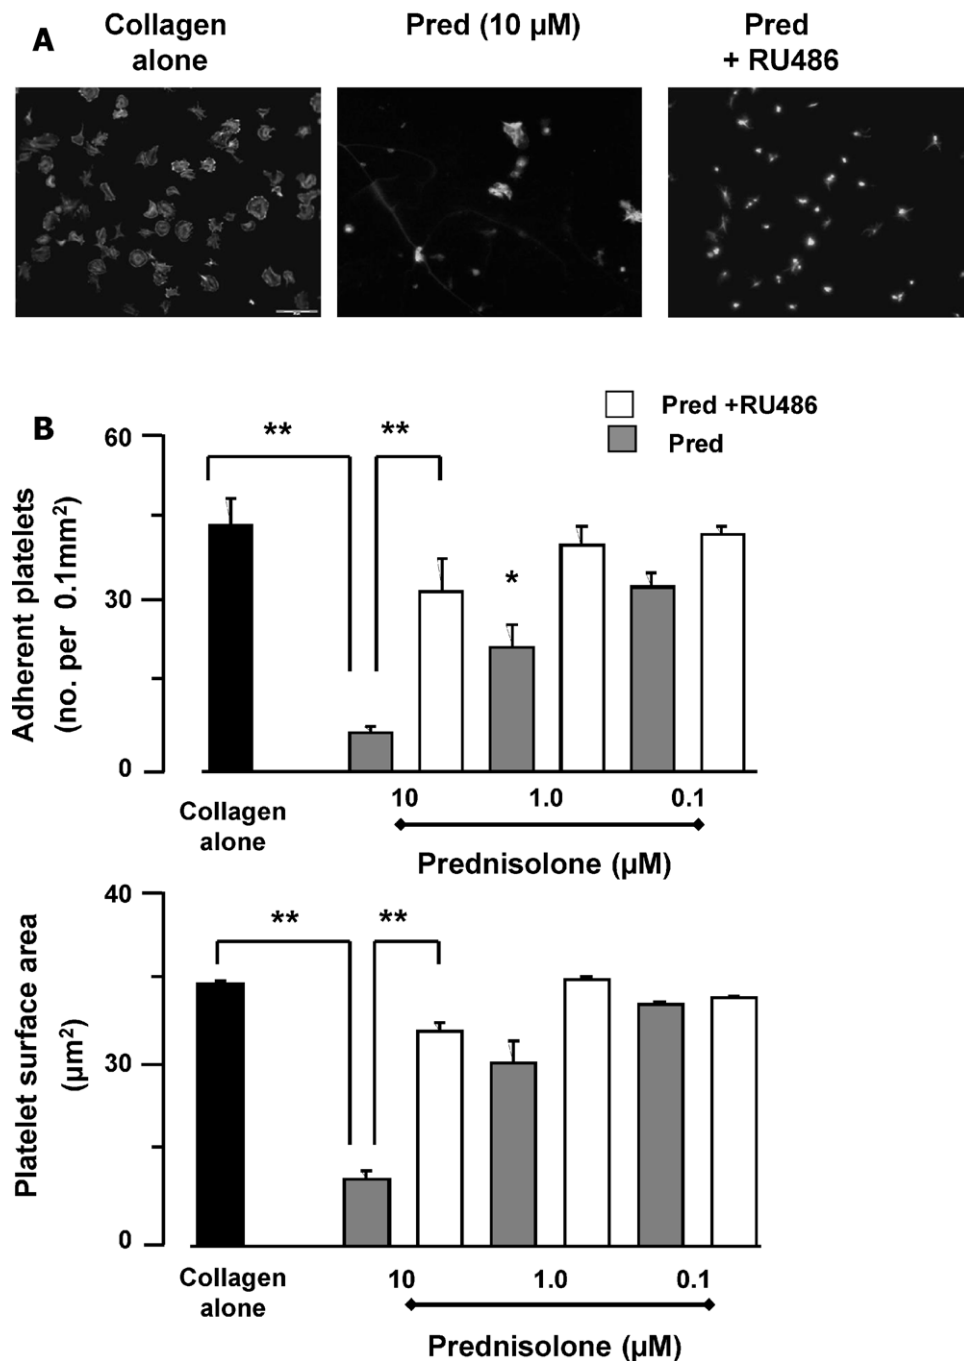 A
Collagen
alone
Pred (10 µM)
Pred
+ RU486
B
Pred +RU486
Pred
Adherent platelets
(no. per 0.1mm²)
60
30
0
**
**
*
Collagen
alone
10
1.0
0.1
Prednisolone (µM)
Platelet surface area
(µm²)
40
30
0
**
**
Collagen
alone
10
1.0
0.1
Prednisolone (µM)